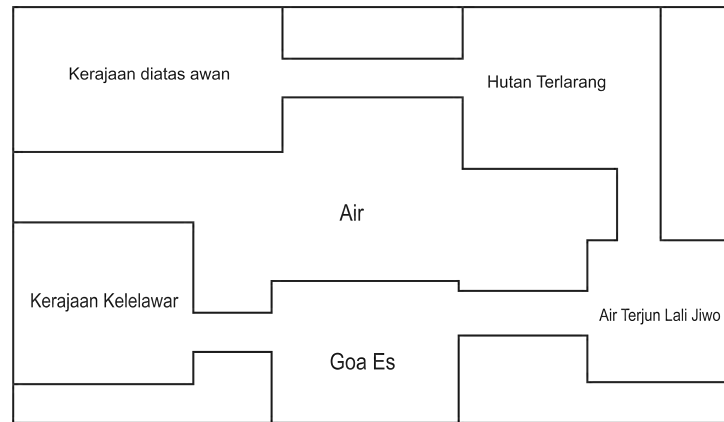 Kerajaan diatas awan
Hutan Terlarang
Air
Kerajaan Kelelawar
Air Terjun Lali Jiwo
Goa Es